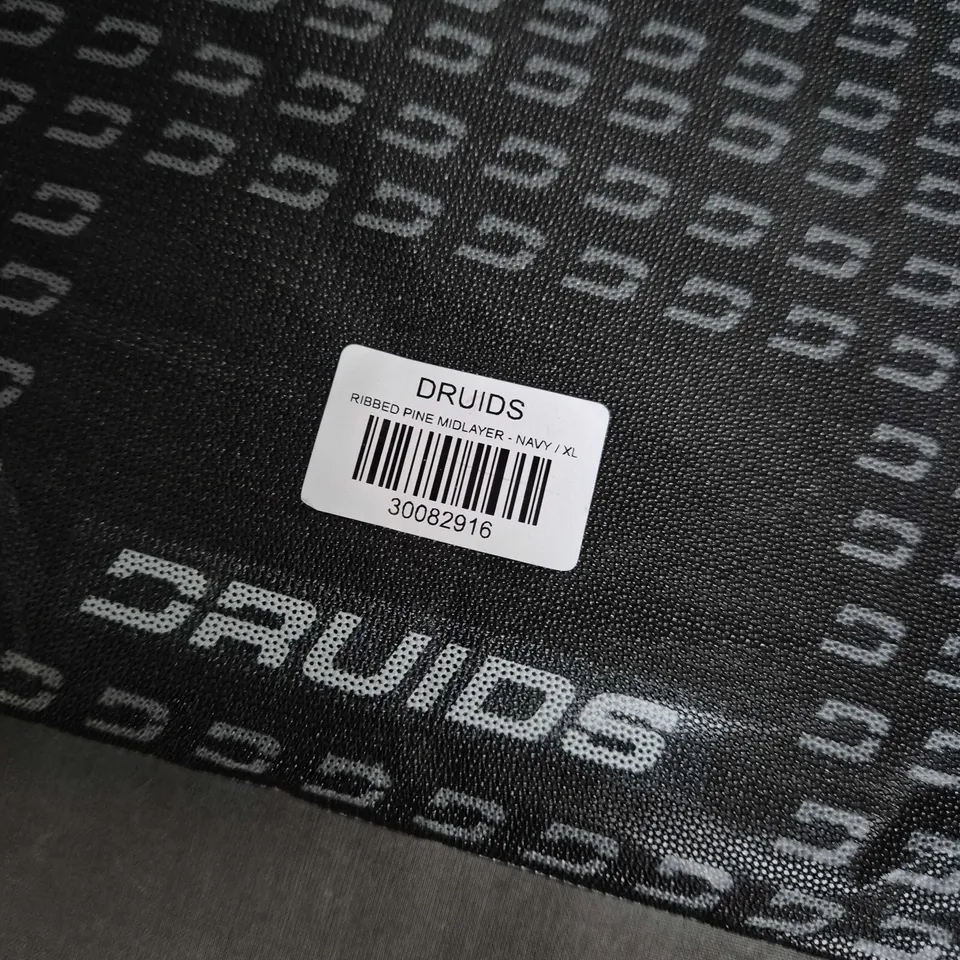 DRUIDS
RIBBED PINE MIDLAYER - NAVY / XL
30082916
DRUIDS